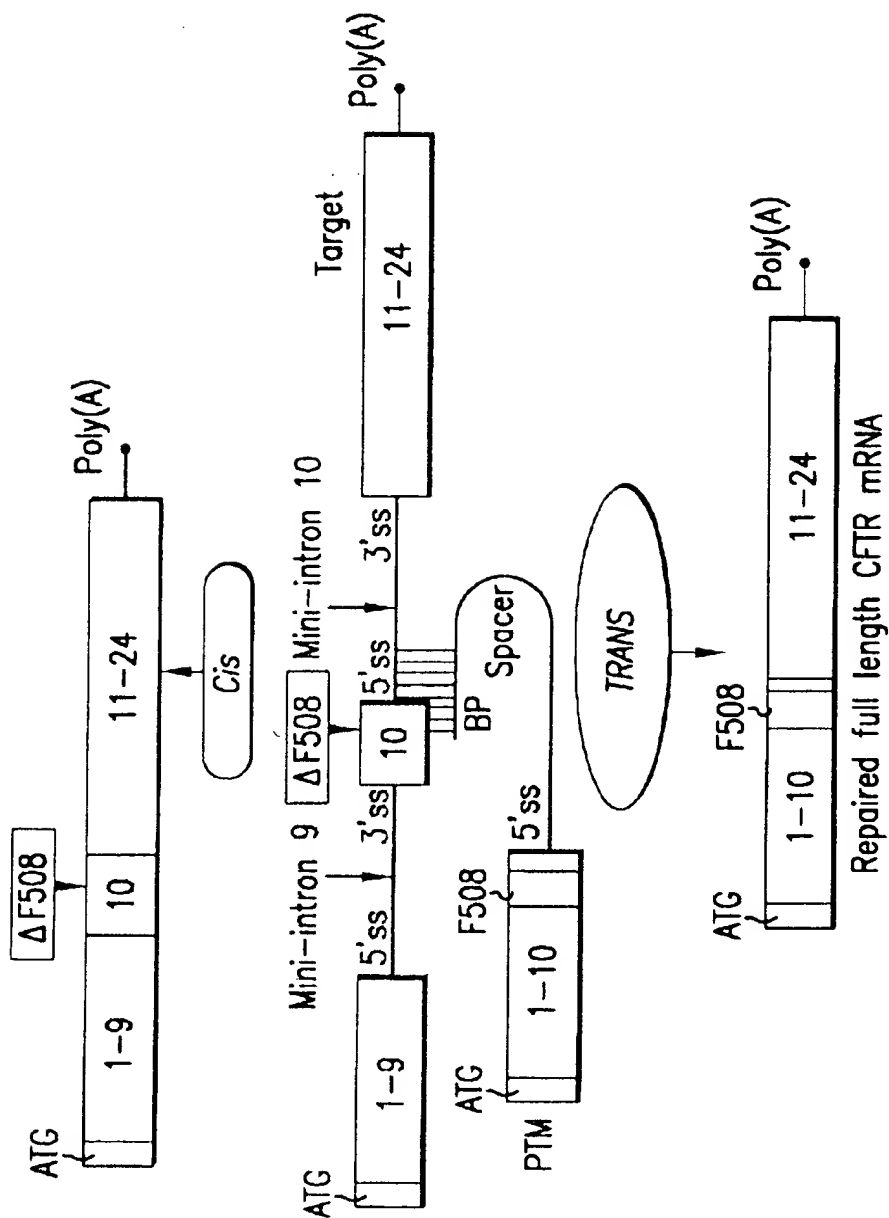 ΔF508
ATG
1-9
10
11-24
Poly(A)
Cis
ΔF508
Mini-intron 9
Mini-intron 10
Target
ATG
1-9
5'ss
3'ss
10
5'ss
3'ss
11-24
Poly(A)
BP
Spacer
ATG
F508
1-10
5'ss
PTM
TRANS
ATG
F508
1-10
11-24
Poly(A)
Repaired full length CFTR mRNA